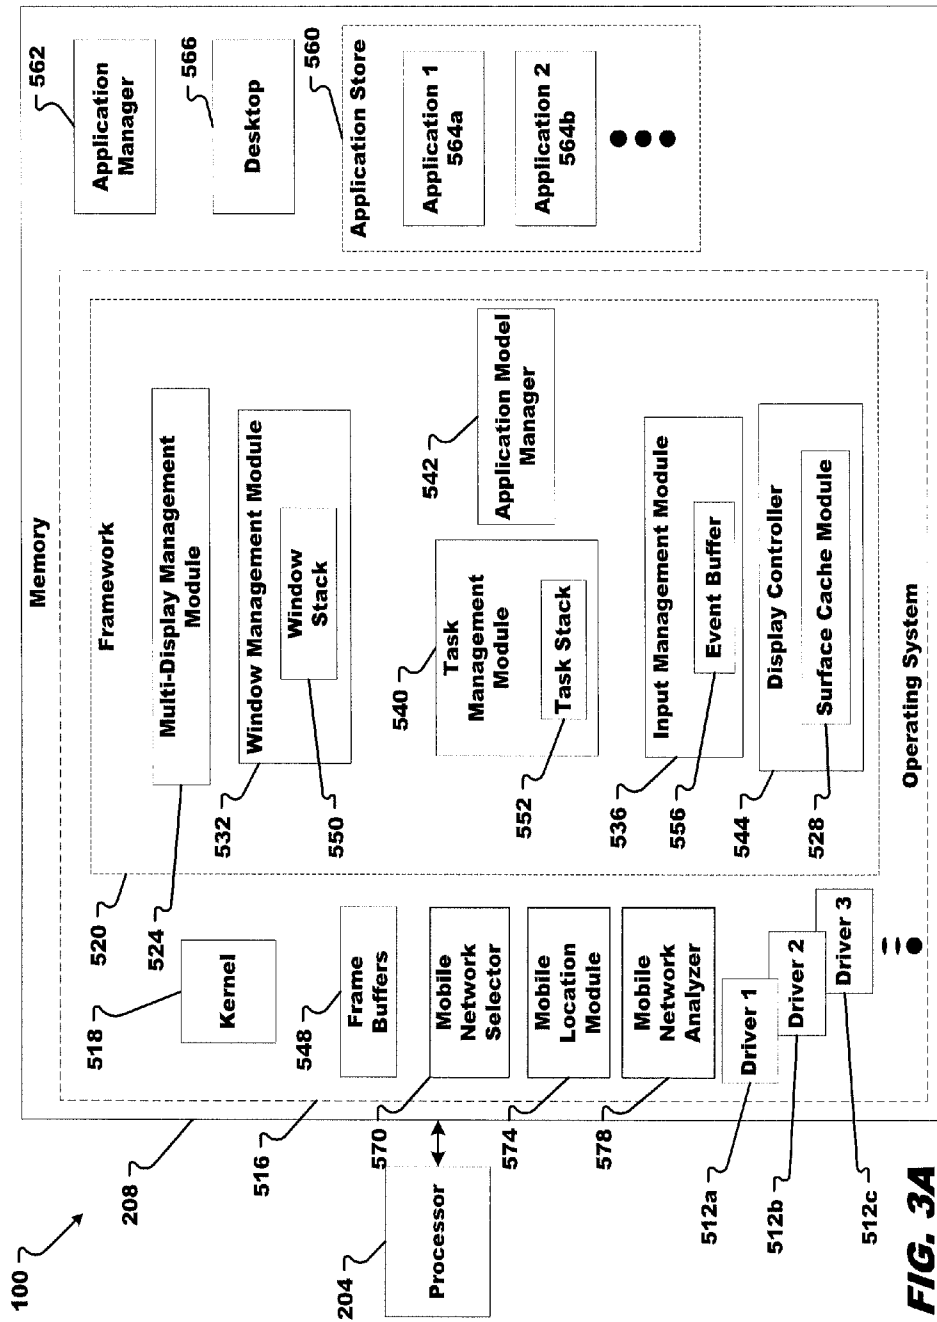 100
208
Memory
204
Processor
516
Operating System
518
Kernel
548
Frame
Buffers
570
Mobile
Network
Selector
574
Mobile
Location
Module
578
Mobile
Network
Analyzer
512a
Driver 1
512b
Driver 2
512c
Driver 3
520
Framework
524
Multi-Display Management
Module
532
Window Management Module
550
Window
Stack
540
Task
Management
Module
552
Task Stack
542
Application Model
Manager
536
Input Management Module
556
Event Buffer
544
Display Controller
528
Surface Cache Module
562
Application
Manager
566
Desktop
560
Application Store
Application 1
564a
Application 2
564b
FIG. 3A